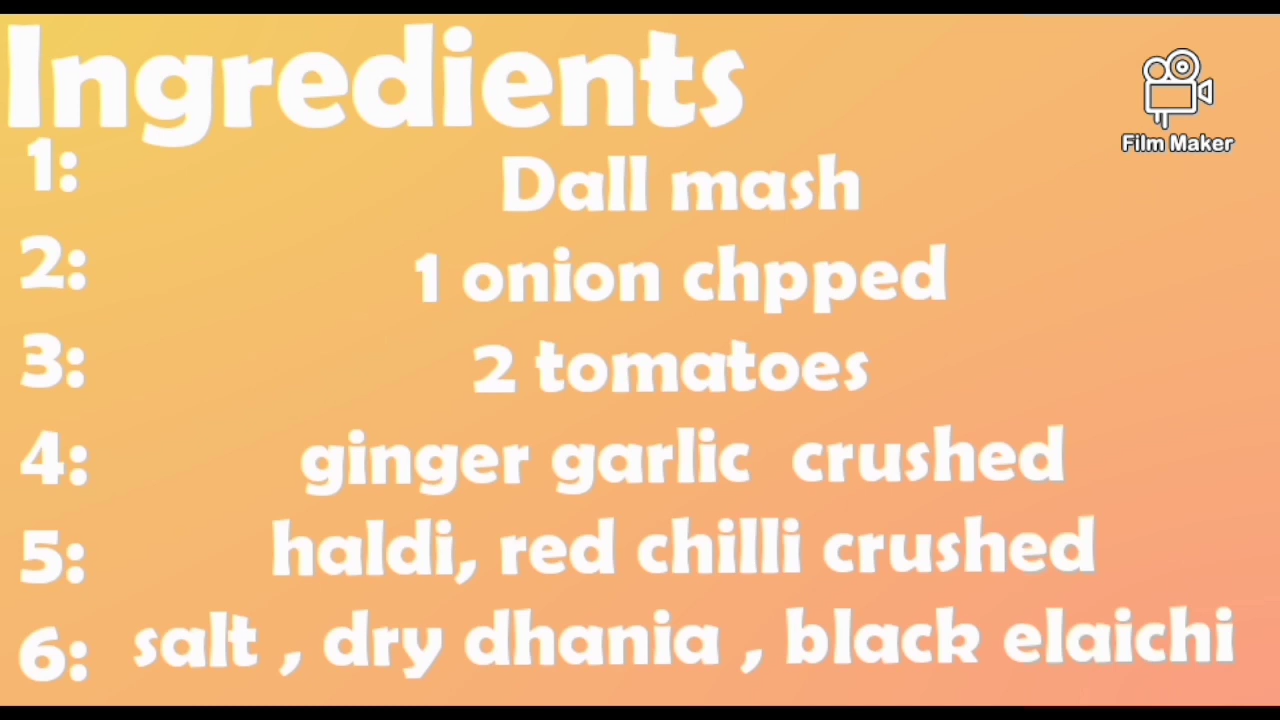 Ingredients
Film Maker
1: Dall mash
2: 1 onion chpped
3: 2 tomatoes
4: ginger garlic crushed
5: haldi, red chilli crushed
6: salt , dry dhania , black elaichi